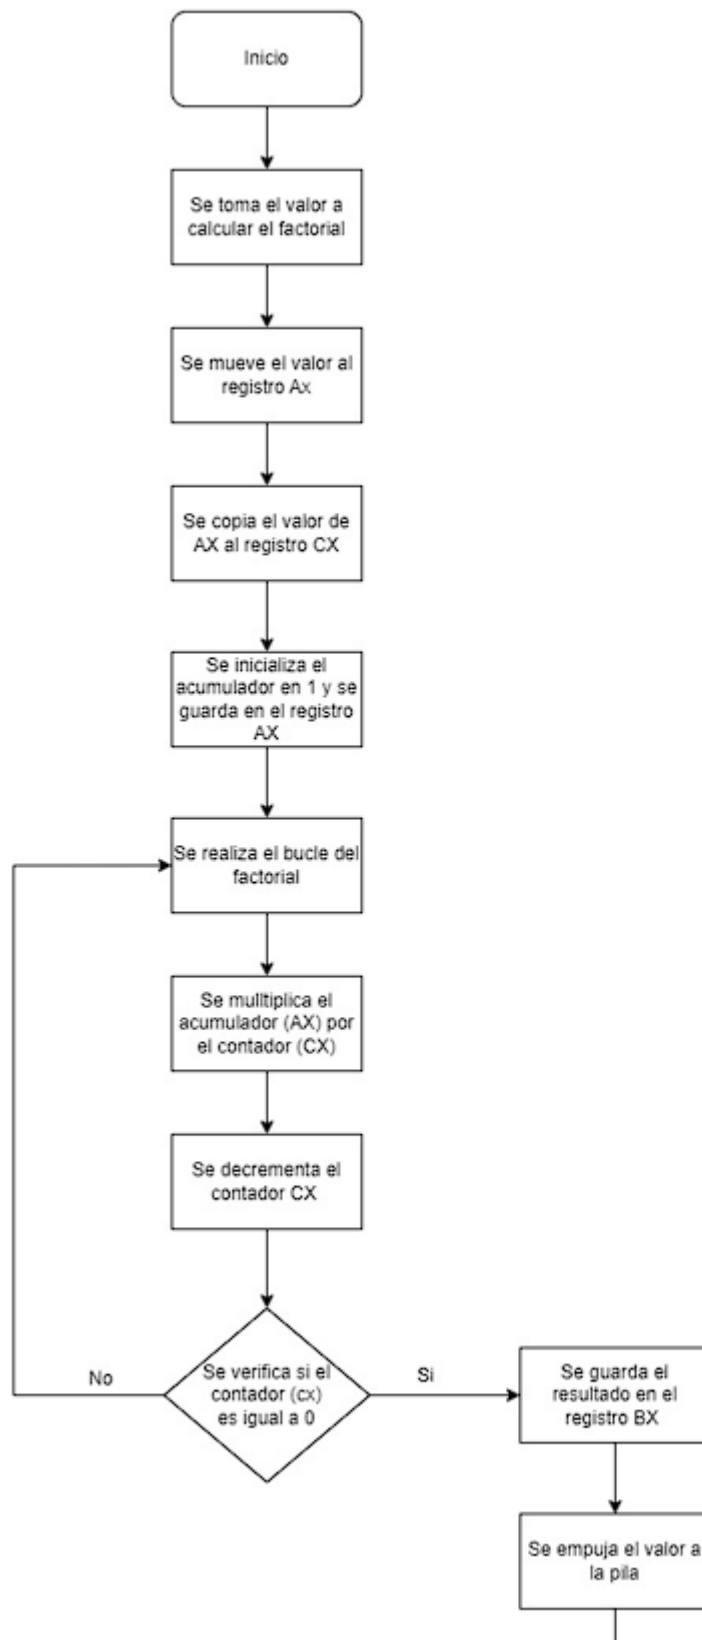 Inicio
Se toma el valor a
calcular el factorial
Se mueve el valor al
registro Ax
Se copia el valor de
AX al registro CX
Se inicializa el
acumulador en 1 y se
guarda en el registro
AX
Se realiza el bucle del
factorial
Se mulltiplica el
acumulador (AX) por
el contador (CX)
Se decrementa el
contador CX
Se verifica si el
contador (cx)
es igual a 0
No
Si
Se guarda el
resultado en el
registro BX
Se empuja el valor a
la pila